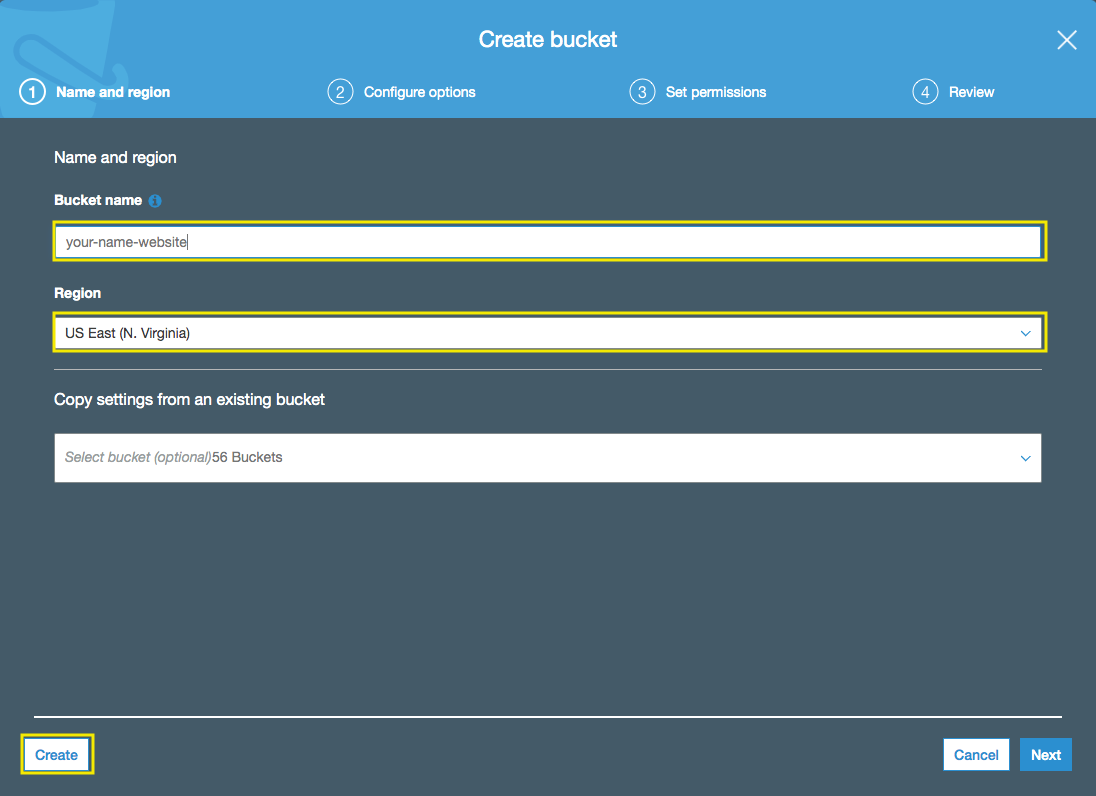 Create bucket
1 Name and region 2 Configure options 3 Set permissions 4 Review
Name and region
Bucket name
your-name-website
Region
US East (N. Virginia)
Copy settings from an existing bucket
Select bucket (optional)56 Buckets
Create Cancel Next